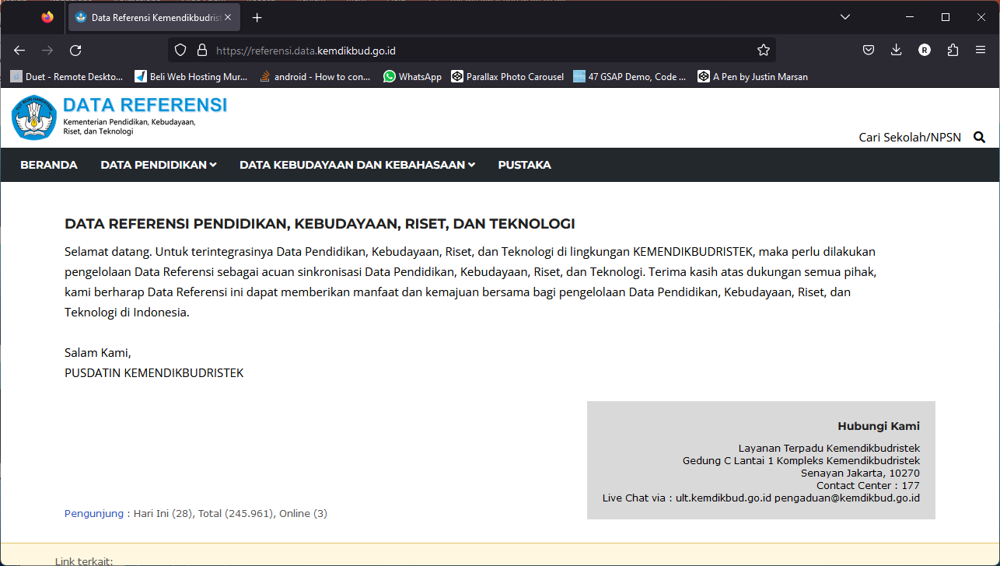 Data Referensi Kemendikbudrist
https://referensi.data.kemdikbud.go.id
R
Duet - Remote Deskto...
Beli Web Hosting Mur...
android - How to con...
WhatsApp
Parallax Photo Carousel
47 GSAP Demo, Code ...
A Pen by Justin Marsan
DATA REFERENSI
Kementerian Pendidikan, Kebudayaan,
Riset, dan Teknologi
Cari Sekolah/NPSN
BERANDA DATA PENDIDIKAN DATA KEBUDAYAAN DAN KEBAHASAAN PUSTAKA
DATA REFERENSI PENDIDIKAN, KEBUDAYAAN, RISET, DAN TEKNOLOGI
Selamat datang. Untuk terintegrasinya Data Pendidikan, Kebudayaan, Riset, dan Teknologi di lingkungan KEMENDIKBUDRISTEK, maka perlu dilakukan
pengelolaan Data Referensi sebagai acuan sinkronisasi Data Pendidikan, Kebudayaan, Riset, dan Teknologi. Terima kasih atas dukungan semua pihak,
kami berharap Data Referensi ini dapat memberikan manfaat dan kemajuan bersama bagi pengelolaan Data Pendidikan, Kebudayaan, Riset, dan
Teknologi di Indonesia.
Salam Kami,
PUSDATIN KEMENDIKBUDRISTEK
Hubungi Kami
Layanan Terpadu Kemendikbudristek
Gedung C Lantai 1 Kompleks Kemendikbudristek
Senayan Jakarta, 10270
Contact Center : 177
Live Chat via : ult.kemdikbud.go.id pengaduan@kemdikbud.go.id
Pengunjung : Hari Ini (28), Total (245.961), Online (3)
Link terkait: